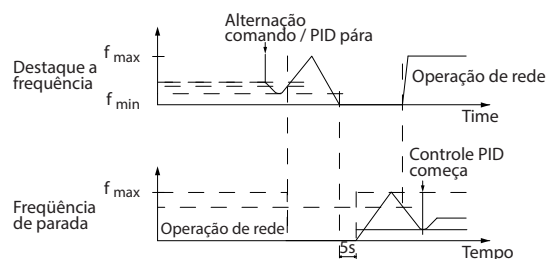 Alternação
comando / PID pára
f max
Destaque a
frequência
f min
Operação de rede
Time
Controle PID
começa
f max
Freqüência
de parada
Operação de rede
5s
Tempo